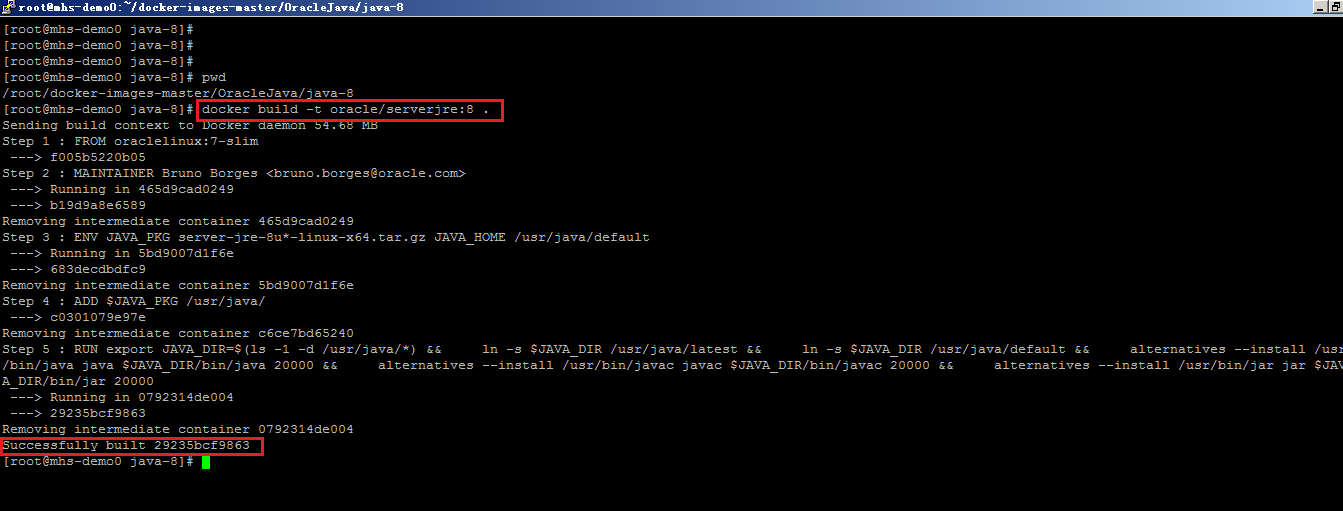 root@mhs-demo0:~/docker-images-master/OracleJava/java-8
[root@mhs-demo0 java-8]#
[root@mhs-demo0 java-8]#
[root@mhs-demo0 java-8]#
[root@mhs-demo0 java-8]# pwd
/root/docker-images-master/OracleJava/java-8
[root@mhs-demo0 java-8]# docker build -t oracle/serverjre:8 .
Sending build context to Docker daemon 54.68 MB
Step 1 : FROM oraclelinux:7-slim
 ---> f005b5220b05
Step 2 : MAINTAINER Bruno Borges <bruno.borges@oracle.com>
 ---> Running in 465d9cad0249
 ---> b19d9a8e6589
Removing intermediate container 465d9cad0249
Step 3 : ENV JAVA_PKG server-jre-8u*-linux-x64.tar.gz JAVA_HOME /usr/java/default
 ---> Running in 5bd9007d1f6e
 ---> 683decdbdfc9
Removing intermediate container 5bd9007d1f6e
Step 4 : ADD $JAVA_PKG /usr/java/
 ---> c0301079e97e
Removing intermediate container c6ce7bd65240
Step 5 : RUN export JAVA_DIR=$(ls -1 -d /usr/java/*) &&     ln -s $JAVA_DIR /usr/java/latest &&     ln -s $JAVA_DIR /usr/java/default &&     alternatives --install /usr
/bin/java java $JAVA_DIR/bin/java 20000 &&     alternatives --install /usr/bin/javac javac $JAVA_DIR/bin/javac 20000 &&     alternatives --install /usr/bin/jar jar $JAV
A_DIR/bin/jar 20000
 ---> Running in 0792314de004
 ---> 29235bcf9863
Removing intermediate container 0792314de004
Successfully built 29235bcf9863
[root@mhs-demo0 java-8]#